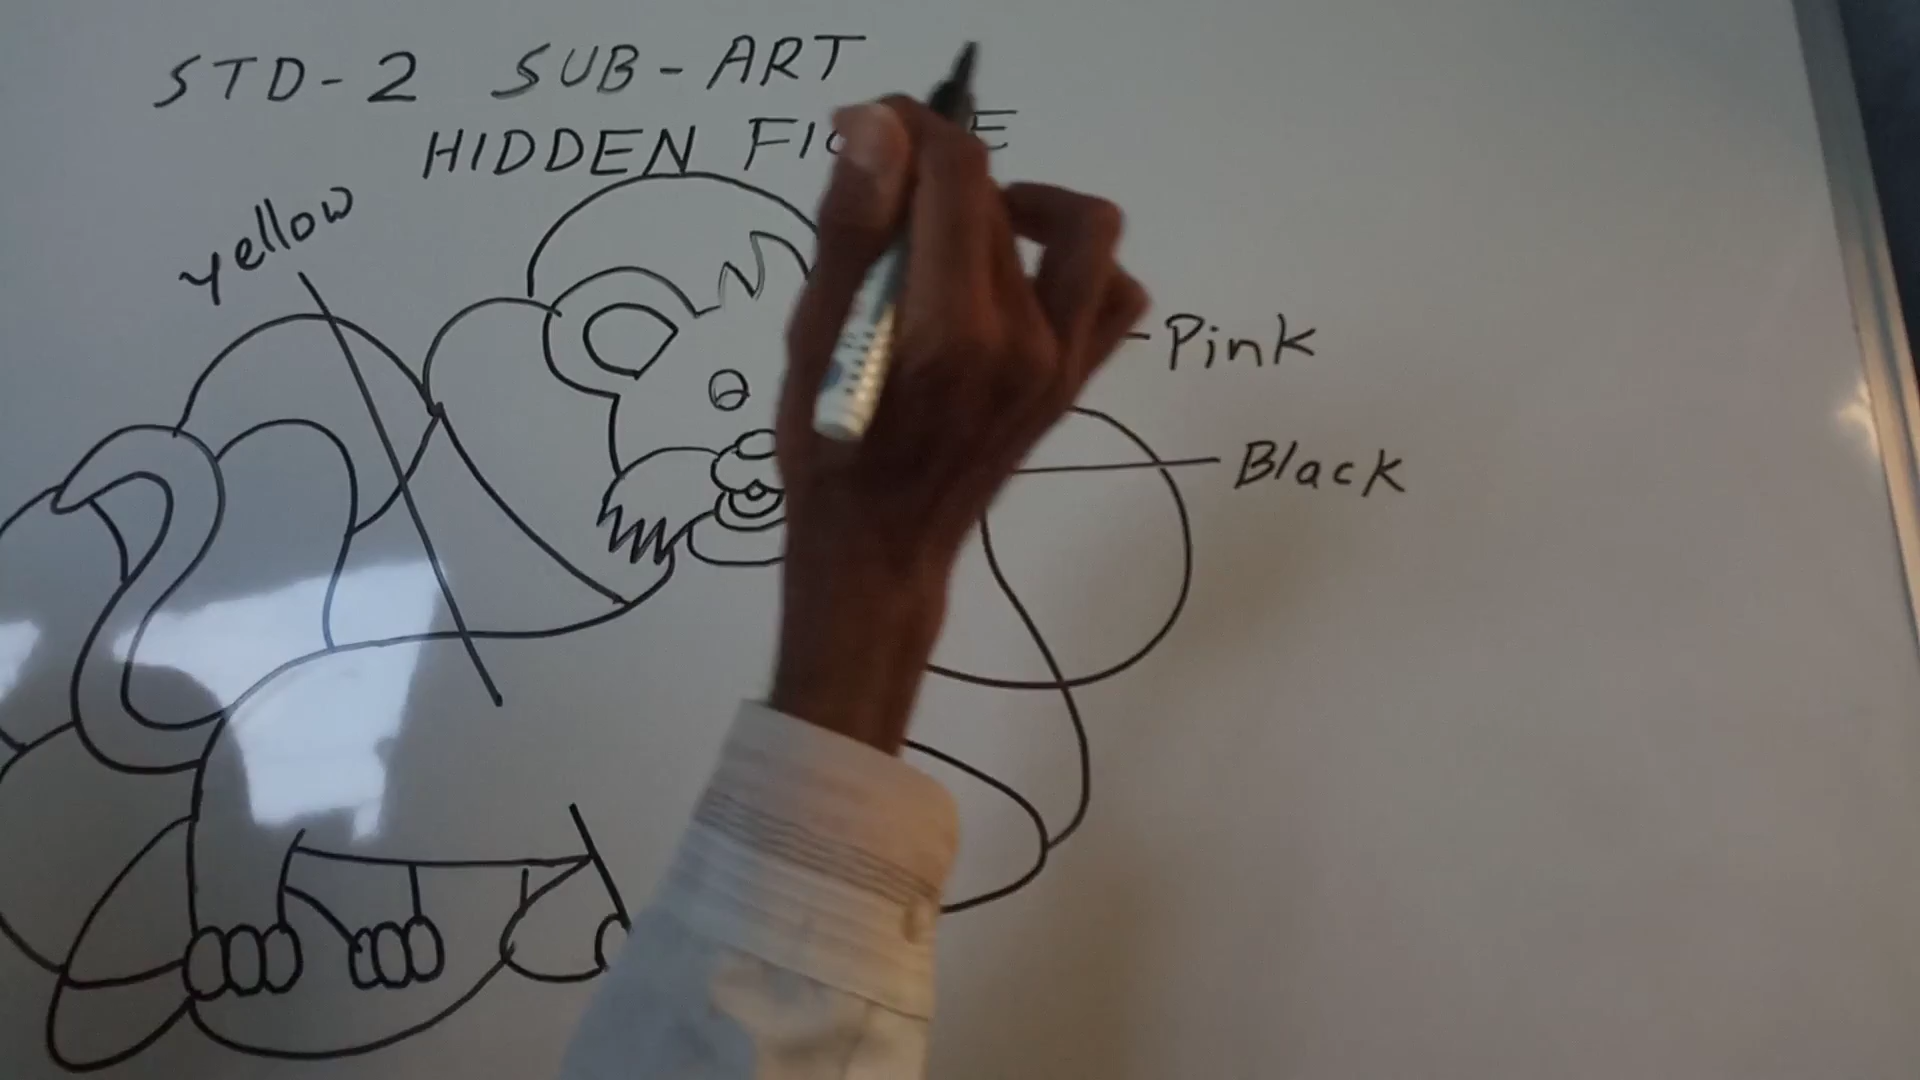 STD-2 SUB-ART
HIDDEN
yellow
Pink
Black